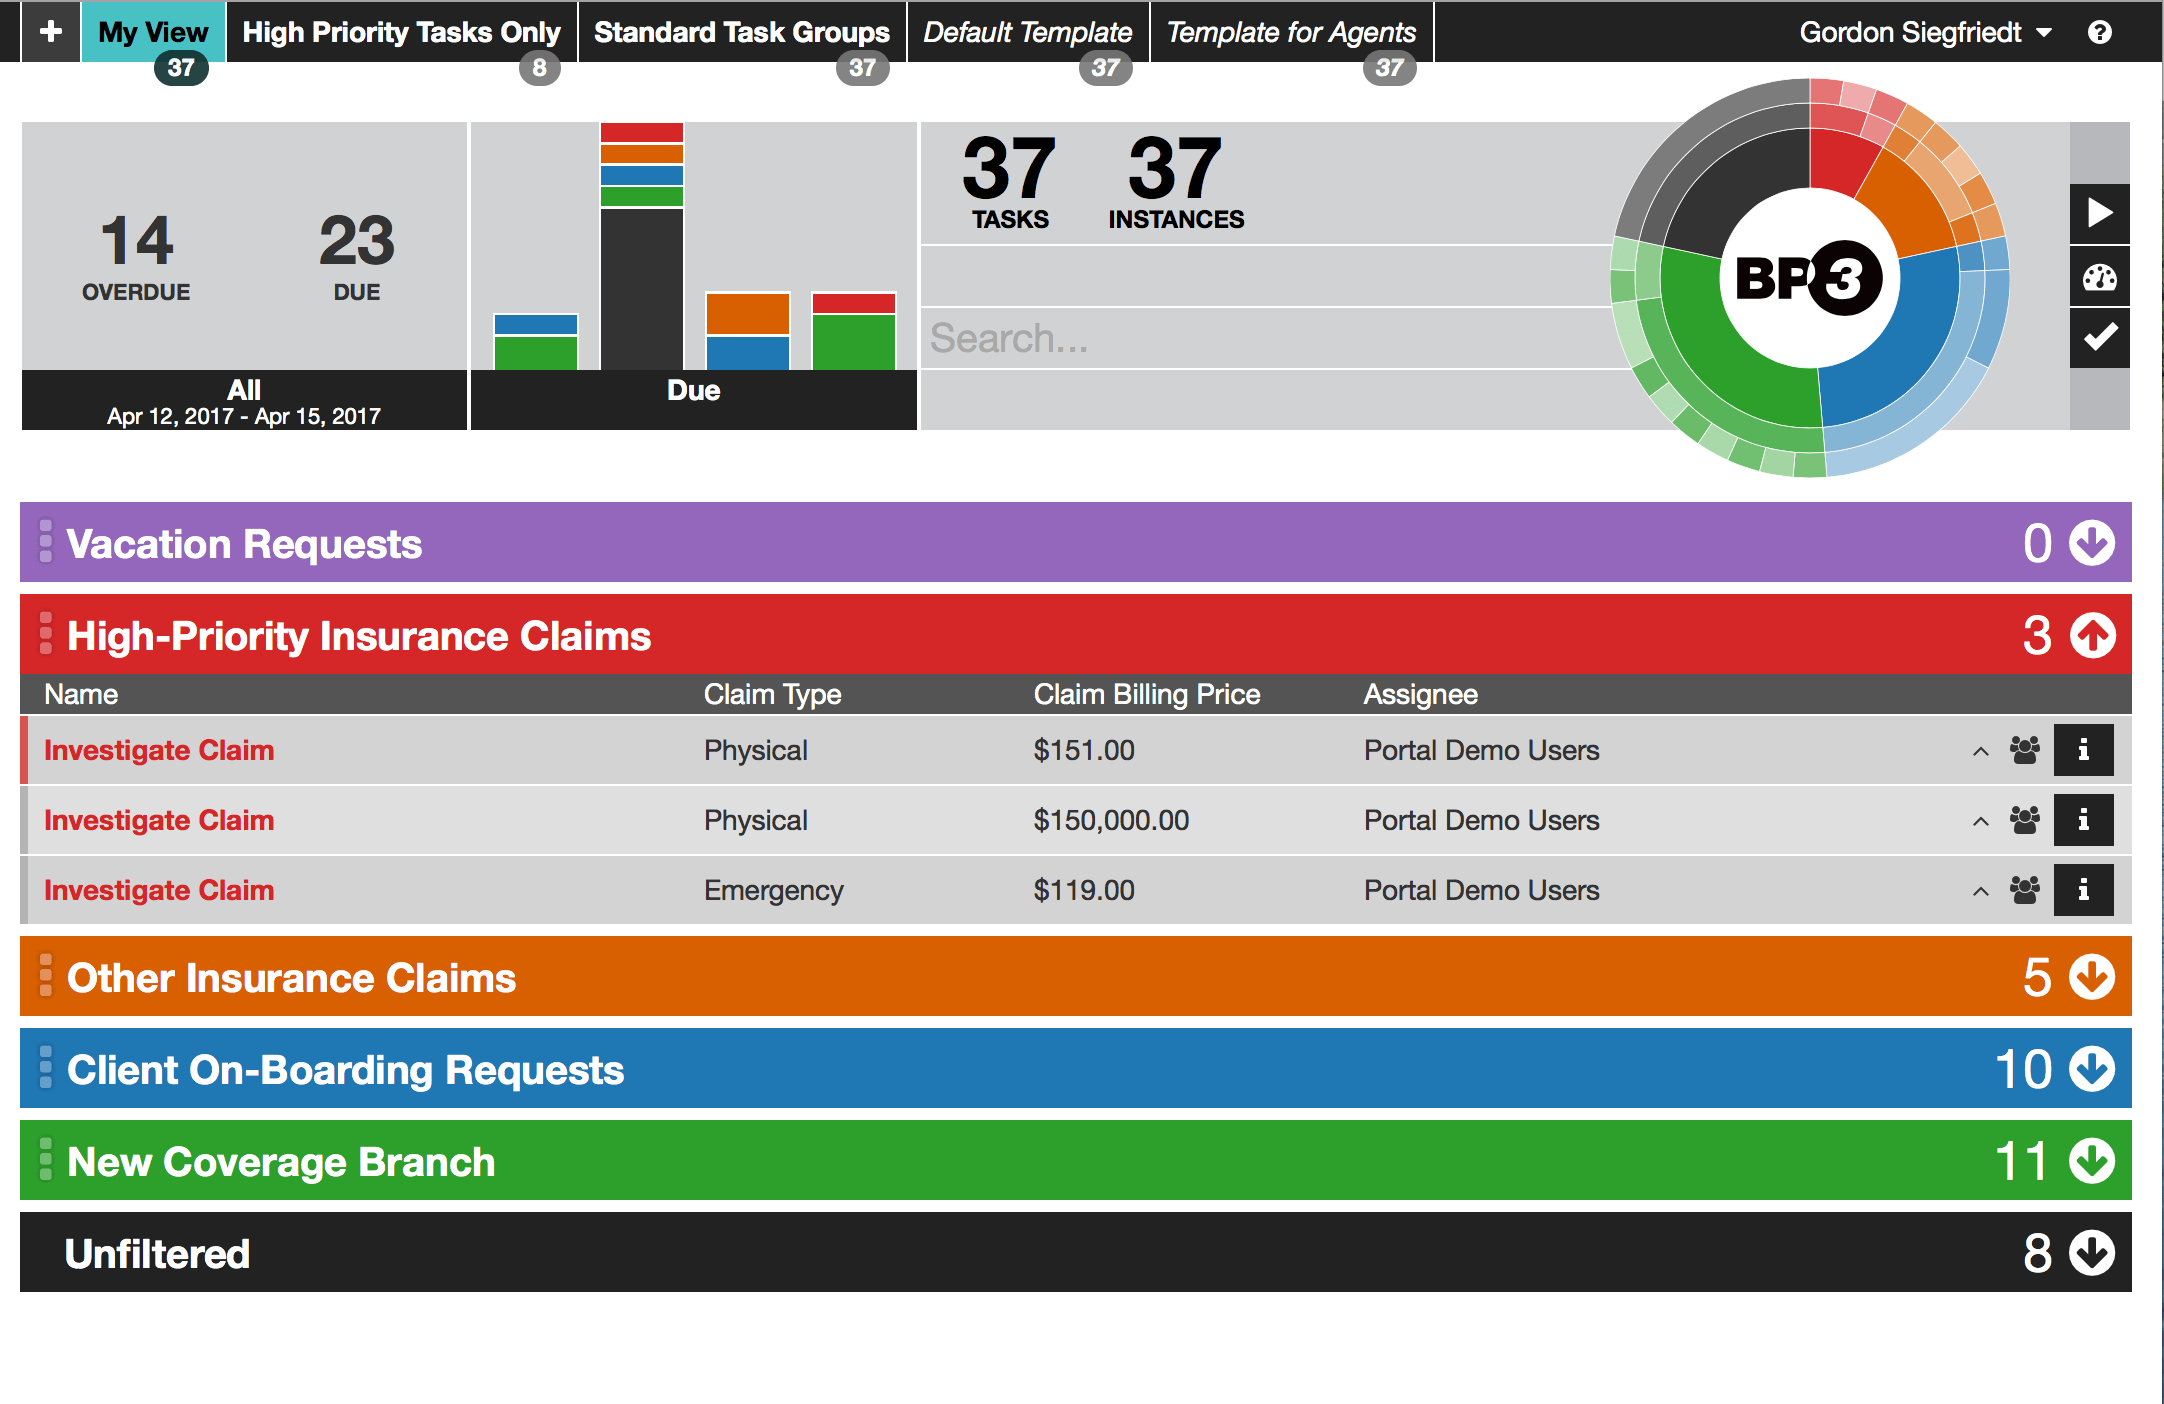 My View
37
High Priority Tasks Only
8
Standard Task Groups
37
Default Template
37
Template for Agents
37
Gordon Siegfriedt
14
OVERDUE
23
DUE
All
Apr 12, 2017 - Apr 15, 2017
Due
37
TASKS
37
INSTANCES
Search...
BP3
Vacation Requests 0
High-Priority Insurance Claims 3
Name Claim Type Claim Billing Price Assignee
Investigate Claim Physical $151.00 Portal Demo Users
Investigate Claim Physical $150,000.00 Portal Demo Users
Investigate Claim Emergency $119.00 Portal Demo Users
Other Insurance Claims 5
Client On-Boarding Requests 10
New Coverage Branch 11
Unfiltered 8